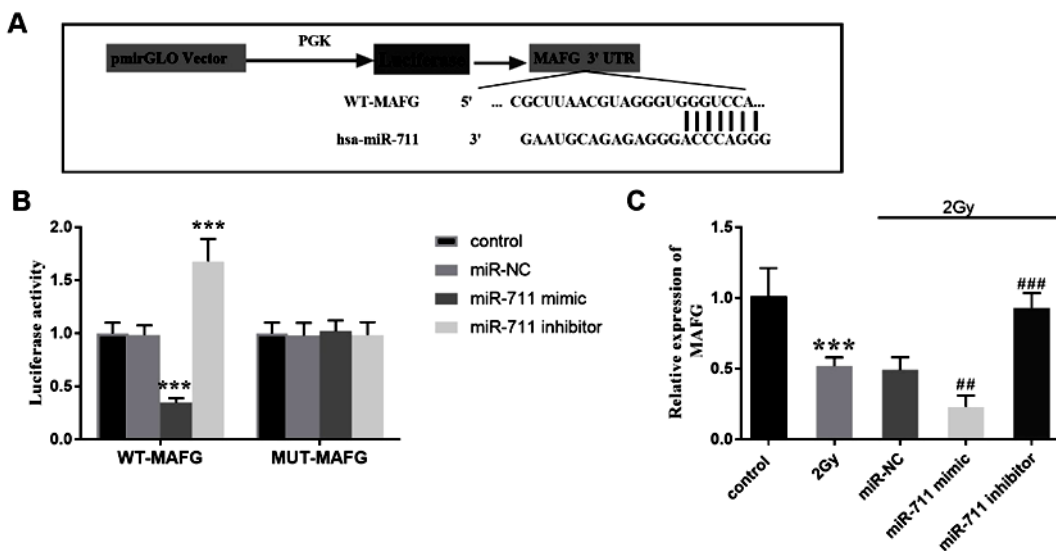 A
PGK
pmirGLO Vector
Luciferase
MAFG 3' UTR
WT-MAFG 5' ... CGCUUAACGUAGGGUGGGUCCA...
hsa-miR-711 3' GAAUGCAGAGAGGGACCCAGGG
B
Luciferase activity
2.0
1.5
1.0
0.5
0.0
***
***
WT-MAFG
MUT-MAFG
control
miR-NC
miR-711 mimic
miR-711 inhibitor
C
2Gy
Relative expression of
MAFG
1.5
1.0
0.5
0.0
***
##
###
control
2Gy
miR-NC
miR-711 mimic
miR-711 inhibitor